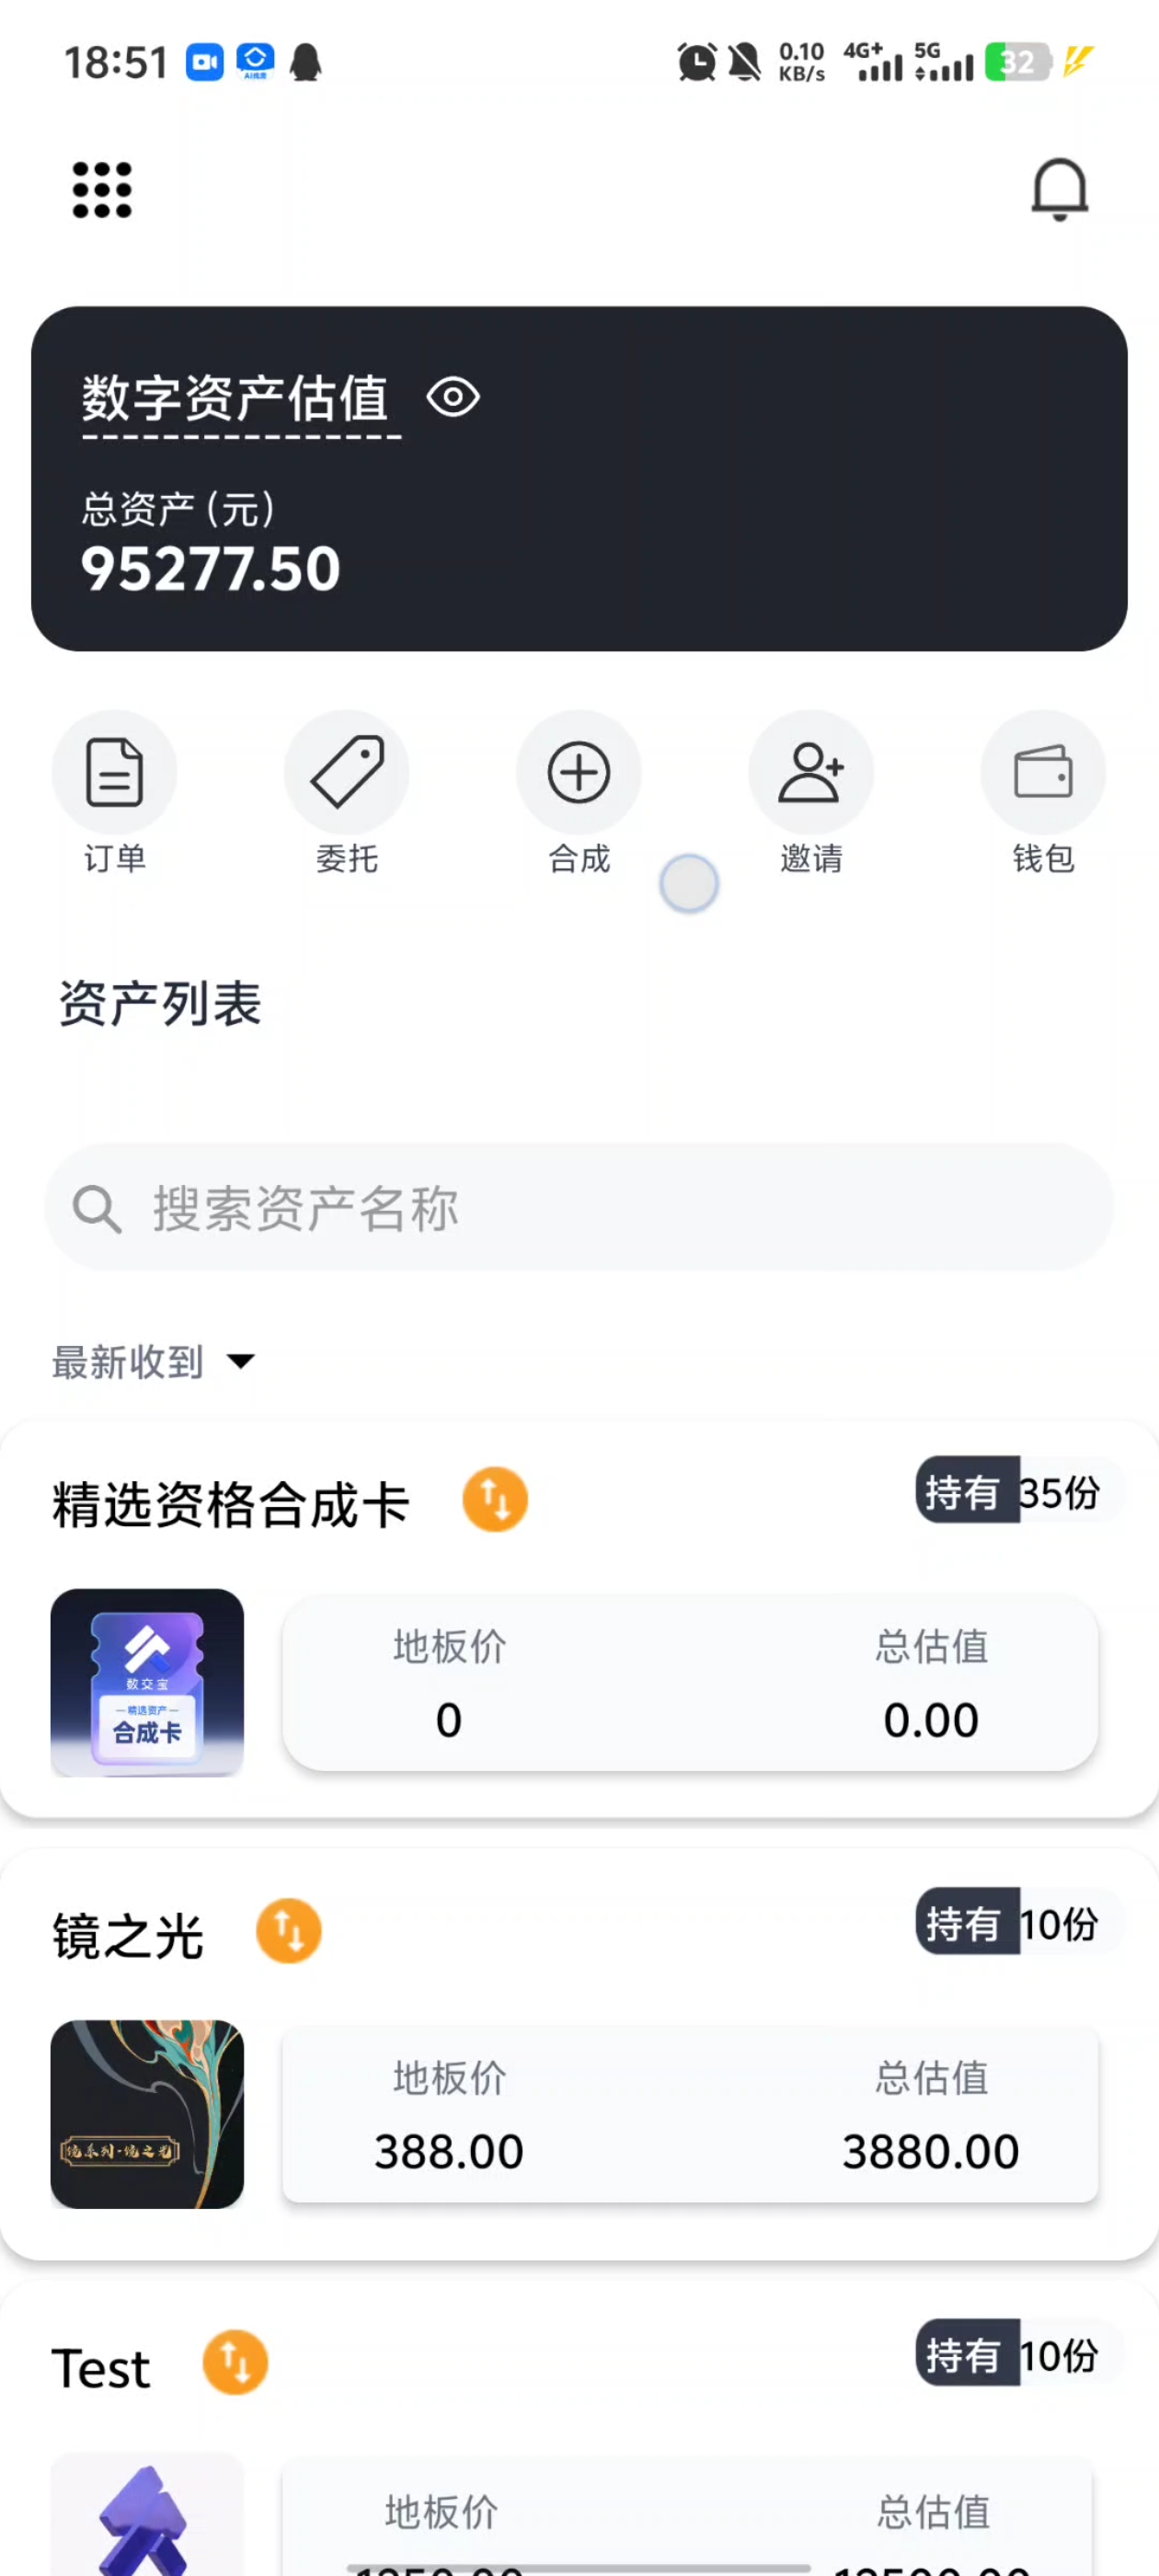 18:51
AI
0.10
KB/s
4G+
5G
32
数字资产估值
总资产(元)
95277.50
订单
委托
合成
邀请
钱包
资产列表
搜索资产名称
最新收到
精选资格合成卡
持有 35份
数交宝
精选资产
合成卡
地板价
总估值
0
0.00
镜之光
持有 10份
镜系列·镜之光
地板价
总估值
388.00
3880.00
Test
持有 10份
地板价
总估值